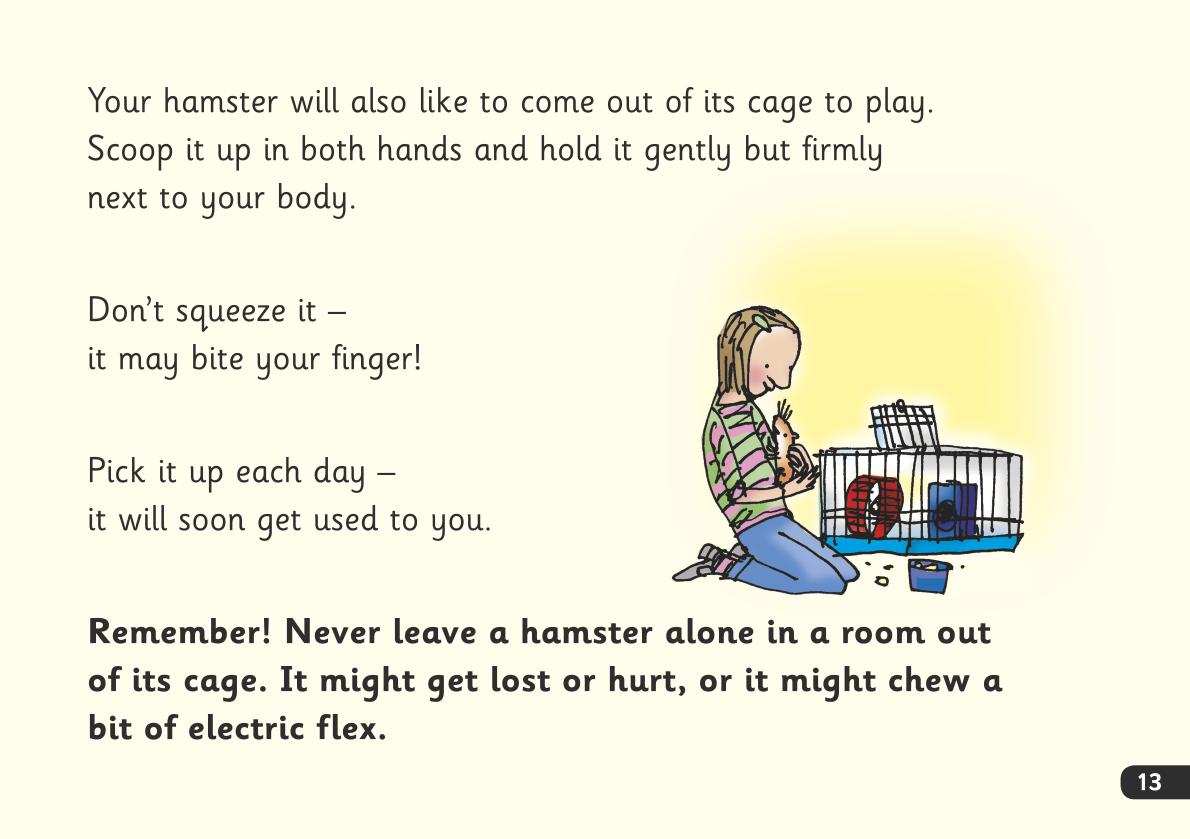 Your hamster will also like to come out of its cage to play.
Scoop it up in both hands and hold it gently but firmly
next to your body.
Don't squeeze it –
it may bite your finger!
Pick it up each day –
it will soon get used to you.
Remember! Never leave a hamster alone in a room out
of its cage. It might get lost or hurt, or it might chew a
bit of electric flex.
13